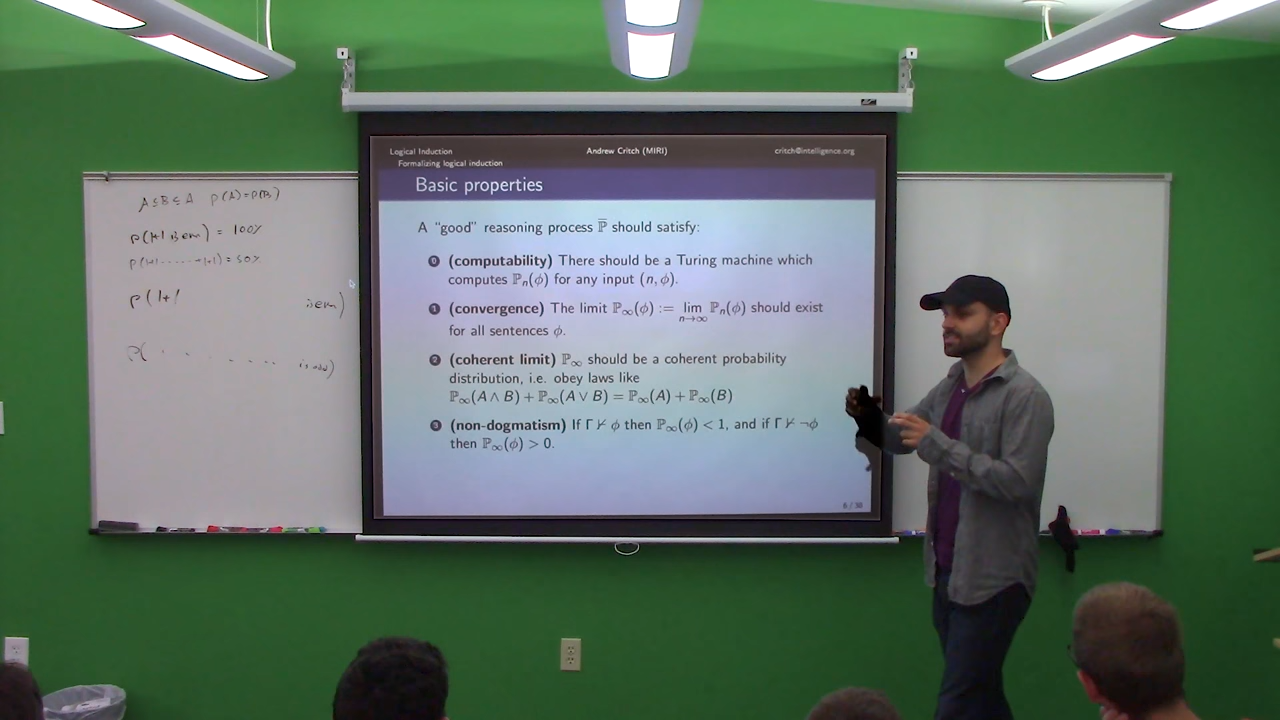 A ≤ B ≤ A P(A)=P(B)
= 100%
= 50%
P(1+1
P(
Logical Induction
Formalizing logical induction
Andrew Critch (MIRI)
critch@intelligence.org
Basic properties
A “good” reasoning process ℙ̅ should satisfy:
0 (computability) There should be a Turing machine which
computes ℙₙ(ϕ) for any input (n, ϕ).
1 (convergence) The limit ℙ∞(ϕ) := lim n→∞ ℙₙ(ϕ) should exist
for all sentences ϕ.
2 (coherent limit) ℙ∞ should be a coherent probability
distribution, i.e. obey laws like
ℙ∞(A ∧ B) + ℙ∞(A ∨ B) = ℙ∞(A) + ℙ∞(B)
3 (non-dogmatism) If Γ ⊬ ϕ then ℙ∞(ϕ) < 1, and if Γ ⊬ ¬ϕ
then ℙ∞(ϕ) > 0.